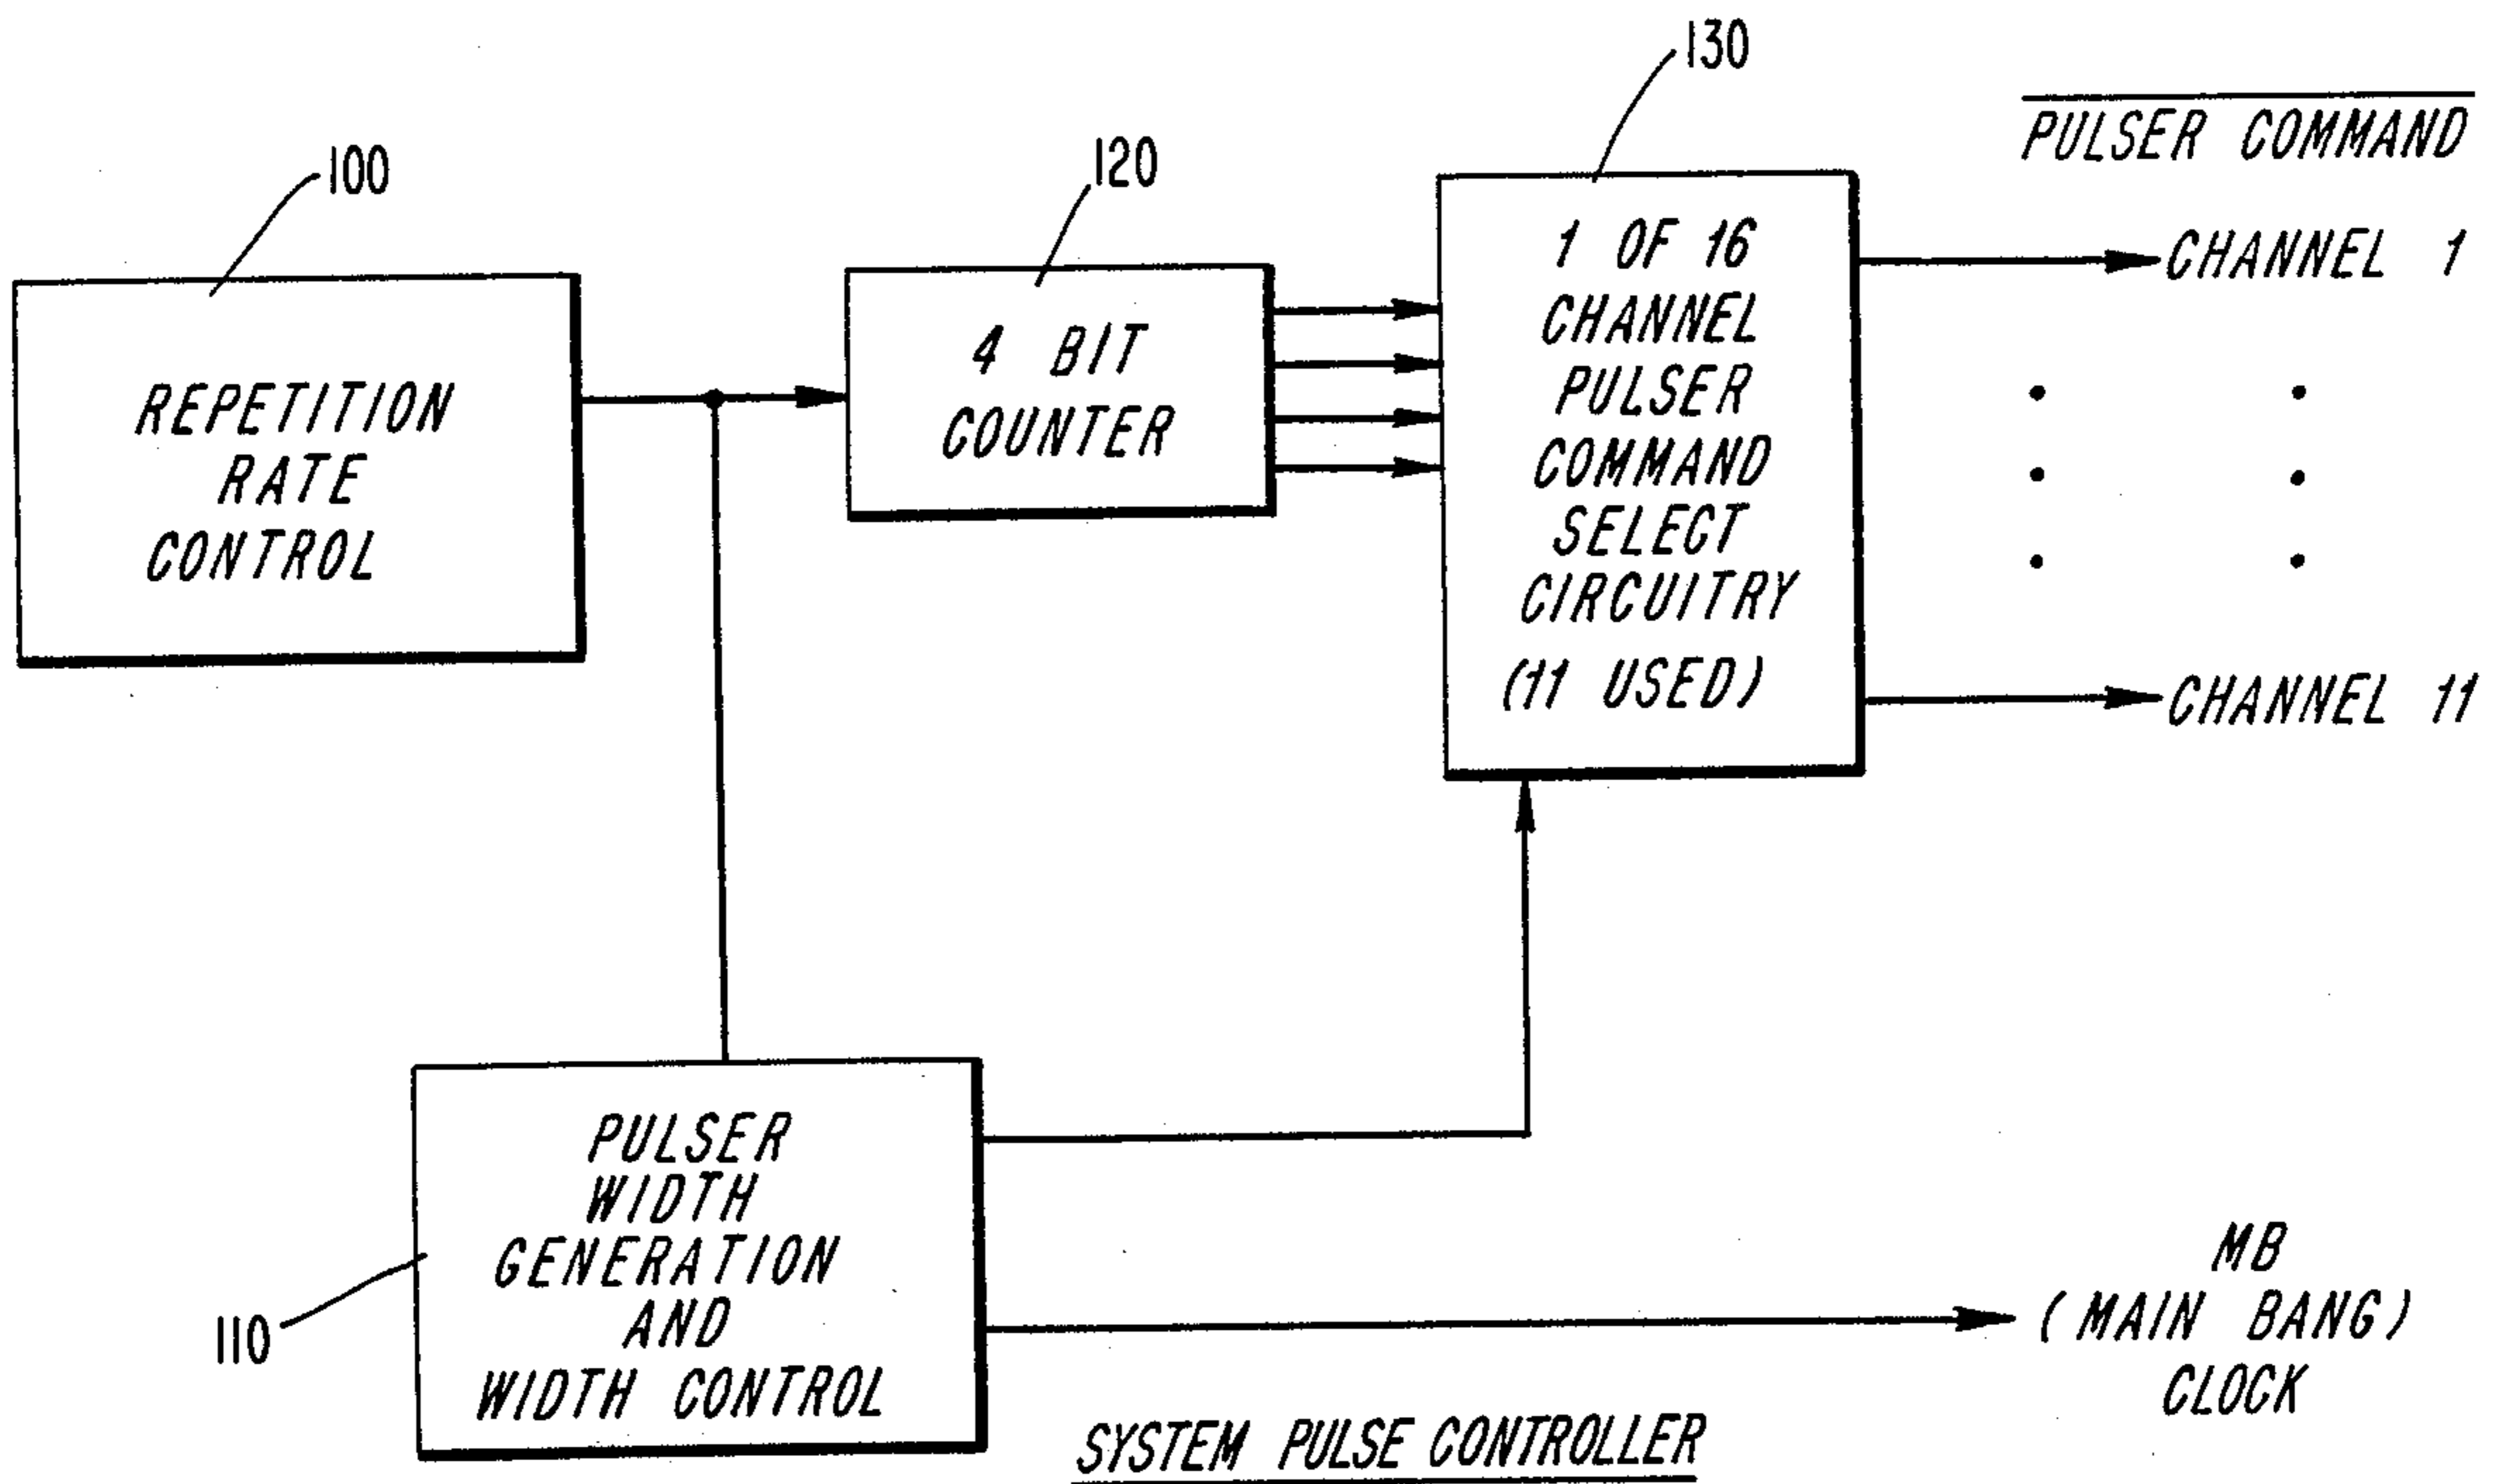 130
PULSER COMMAND
120
100
1 OF 16
CHANNEL
PULSER
COMMAND
SELECT
CIRCUITRY
(11 USED)
CHANNEL 1
4 BIT
COUNTER
REPETITION
RATE
CONTROL
CHANNEL 11
PULSER
WIDTH
GENERATION
AND
WIDTH CONTROL
110
MB
(MAIN BANG)
CLOCK
SYSTEM PULSE CONTROLLER